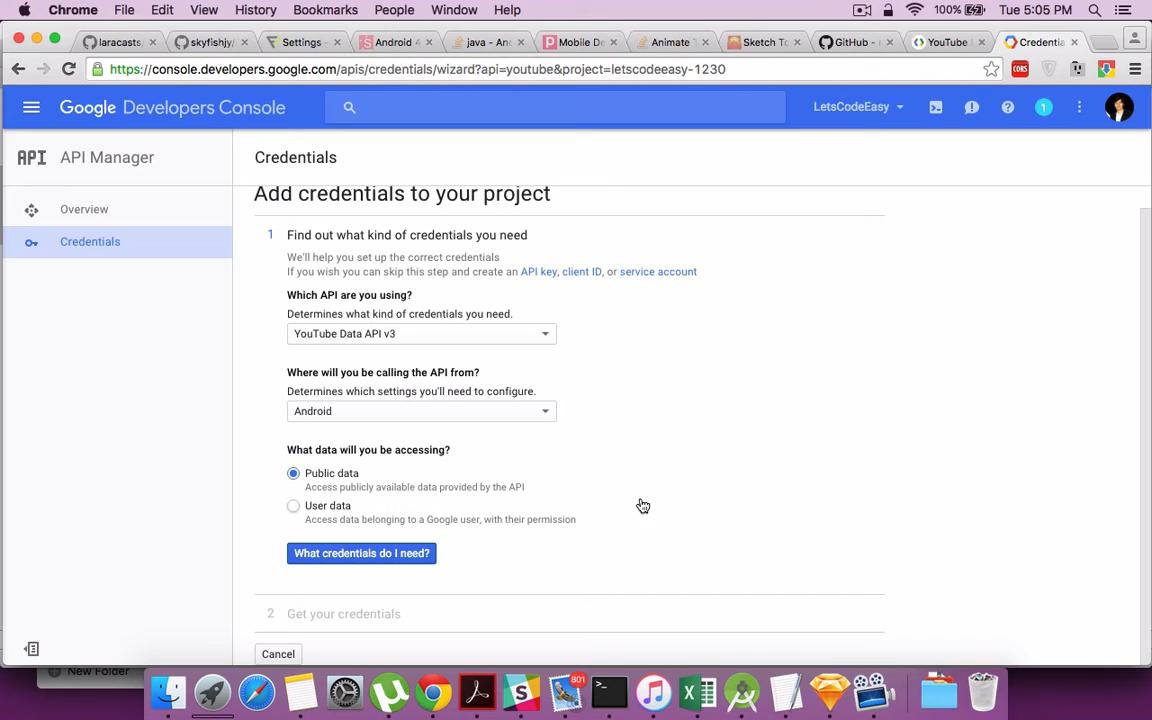 Chrome File Edit View History Bookmarks People Window Help 100% Tue 5:05 PM
laracasts/ skyfishjy/ Settings - Android 4 java - And Mobile De Animate T Sketch To GitHub - YouTube Credentia
https://console.developers.google.com/apis/credentials/wizard?api=youtube&project=letscodeeasy-1230 CORS
Google Developers Console LetsCodeEasy 1
API API Manager Credentials
Add credentials to your project
Overview
Credentials
1 Find out what kind of credentials you need
We'll help you set up the correct credentials
If you wish you can skip this step and create an API key, client ID, or service account
Which API are you using?
Determines what kind of credentials you need.
YouTube Data API v3
Where will you be calling the API from?
Determines which settings you'll need to configure.
Android
What data will you be accessing?
Public data
Access publicly available data provided by the API
User data
Access data belonging to a Google user, with their permission
What credentials do I need?
2 Get your credentials
Cancel
New Folder
801